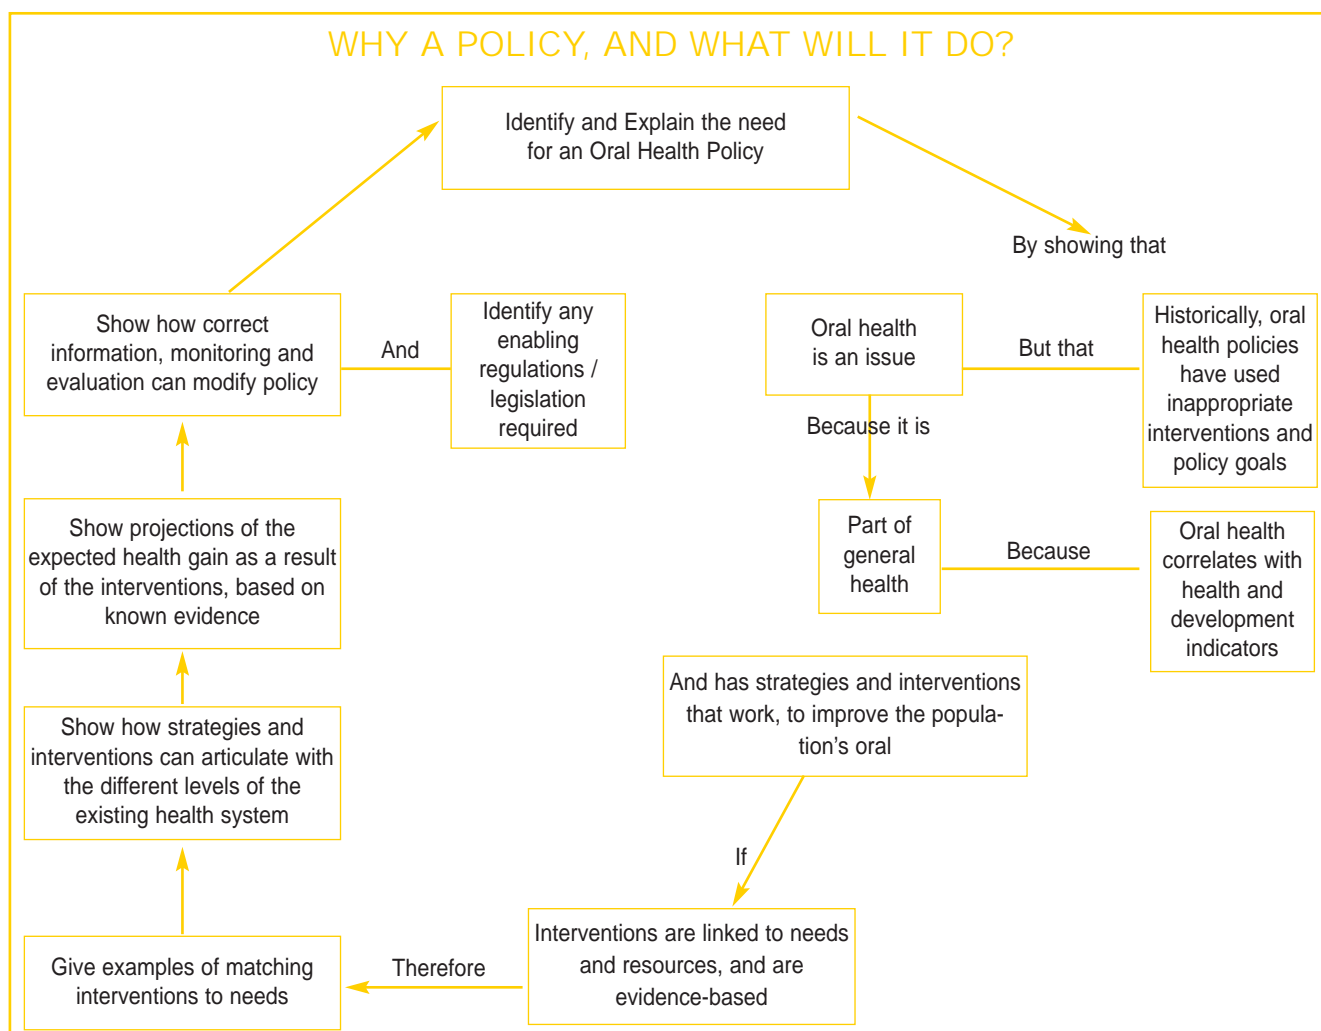 WHY A POLICY, AND WHAT WILL IT DO?
Identify and Explain the need
for an Oral Health Policy
By showing that
Oral health
is an issue
But that
Historically, oral
health policies
have used
inappropriate
interventions and
policy goals
Because it is
Part of
general
health
Because
Oral health
correlates with
health and
development
indicators
And has strategies and interventions
that work, to improve the popula-
tion's oral
If
Interventions are linked to needs
and resources, and are
evidence-based
Therefore
Give examples of matching
interventions to needs
Show how strategies and
interventions can articulate with
the different levels of the
existing health system
Show projections of the
expected health gain as a result
of the interventions, based on
known evidence
Show how correct
information, monitoring and
evaluation can modify policy
And
Identify any
enabling
regulations /
legislation
required